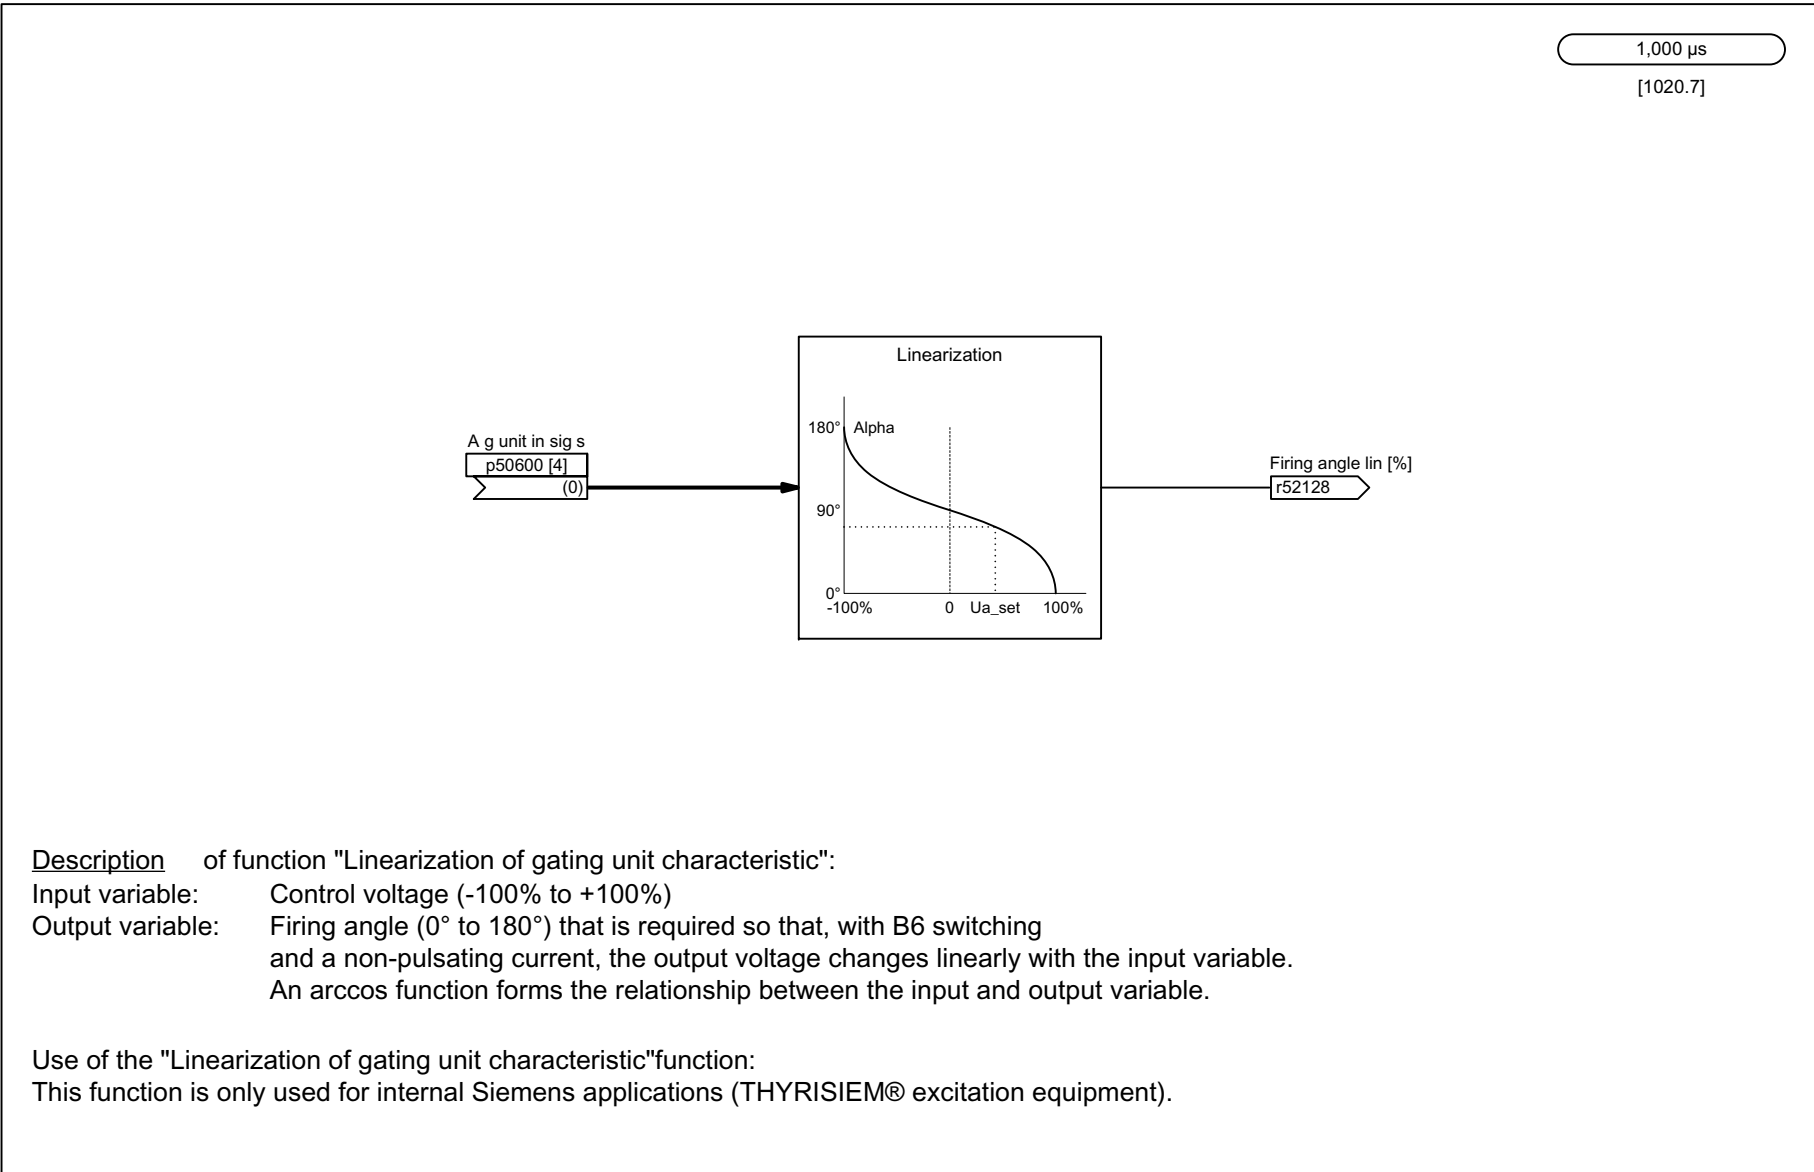 1,000 µs
[1020.7]
Linearization
180° Alpha
A g unit in sig s
p50600 [4]
(0)
Firing angle lin [%]
r52128
90°
0°
-100% 0 Ua_set 100%
Description of function "Linearization of gating unit characteristic":
Input variable: Control voltage (-100% to +100%)
Output variable: Firing angle (0° to 180°) that is required so that, with B6 switching
and a non-pulsating current, the output voltage changes linearly with the input variable.
An arccos function forms the relationship between the input and output variable.
Use of the "Linearization of gating unit characteristic"function:
This function is only used for internal Siemens applications (THYRISIEM® excitation equipment).